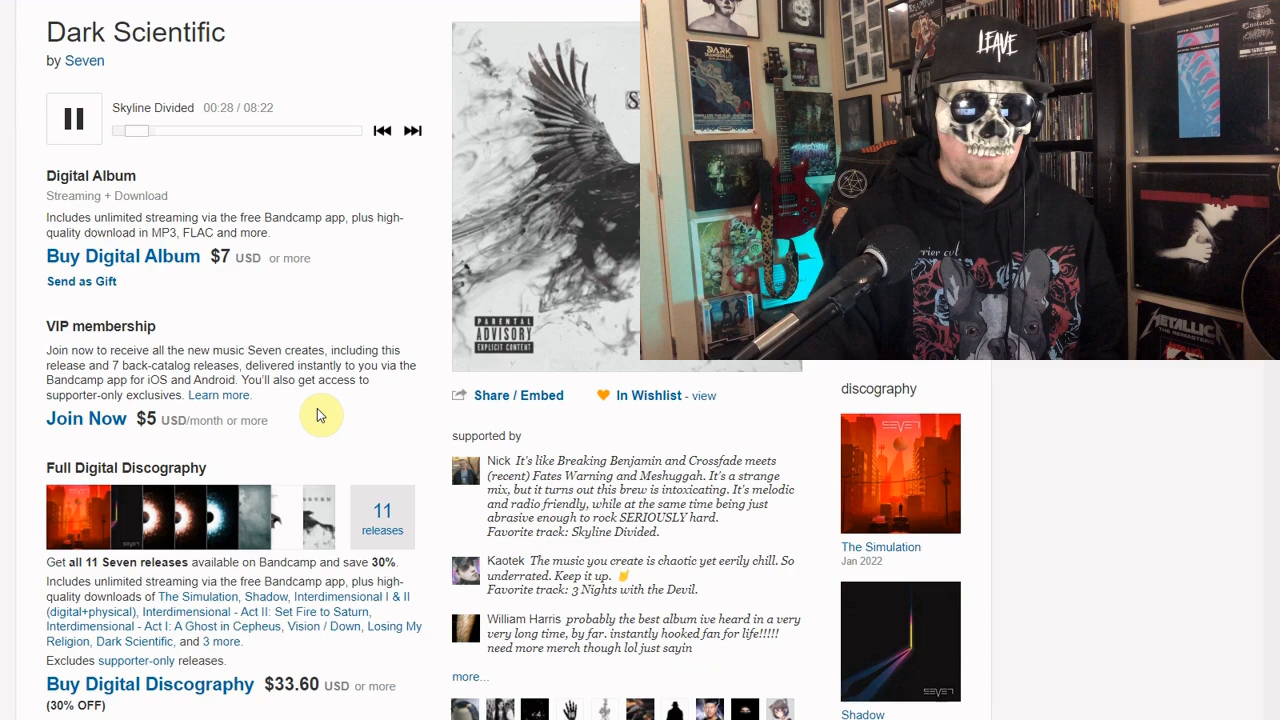 Dark Scientific
by Seven
Skyline Divided 00:28 / 08:22
Digital Album
Streaming + Download
Includes unlimited streaming via the free Bandcamp app, plus high-
quality download in MP3, FLAC and more.
Buy Digital Album $7 USD or more
Send as Gift
VIP membership
Join now to receive all the new music Seven creates, including this
release and 7 back-catalog releases, delivered instantly to you via the
Bandcamp app for iOS and Android. You'll also get access to
supporter-only exclusives. Learn more.
Join Now $5 USD/month or more
Full Digital Discography
11
releases
Get all 11 Seven releases available on Bandcamp and save 30%.
Includes unlimited streaming via the free Bandcamp app, plus high-
quality downloads of The Simulation, Shadow, Interdimensional I & II
(digital+physical), Interdimensional - Act II: Set Fire to Saturn,
Interdimensional - Act I: A Ghost in Cepheus, Vision / Down, Losing My
Religion, Dark Scientific, and 3 more.
Excludes supporter-only releases.
Buy Digital Discography $33.60 USD or more
(30% OFF)
PARENTAL
ADVISORY
EXPLICIT CONTENT
Share / Embed
In Wishlist - view
supported by
Nick It's like Breaking Benjamin and Crossfade meets
(recent) Fates Warning and Meshuggah. It's a strange
mix, but it turns out this brew is intoxicating. It's melodic
and radio friendly, while at the same time being just
abrasive enough to rock SERIOUSLY hard.
Favorite track: Skyline Divided.
Kaotek The music you create is chaotic yet eerily chill. So
underrated. Keep it up. 🤘
Favorite track: 3 Nights with the Devil.
William Harris probably the best album ive heard in a very
very long time, by far. instantly hooked fan for life!!!!!
need more merch though lol just sayin
more...
LEAVE
DARK
TRANQUILLITY
METALLICA
discography
SEVEN
The Simulation
Jan 2022
SEVEN
Shadow